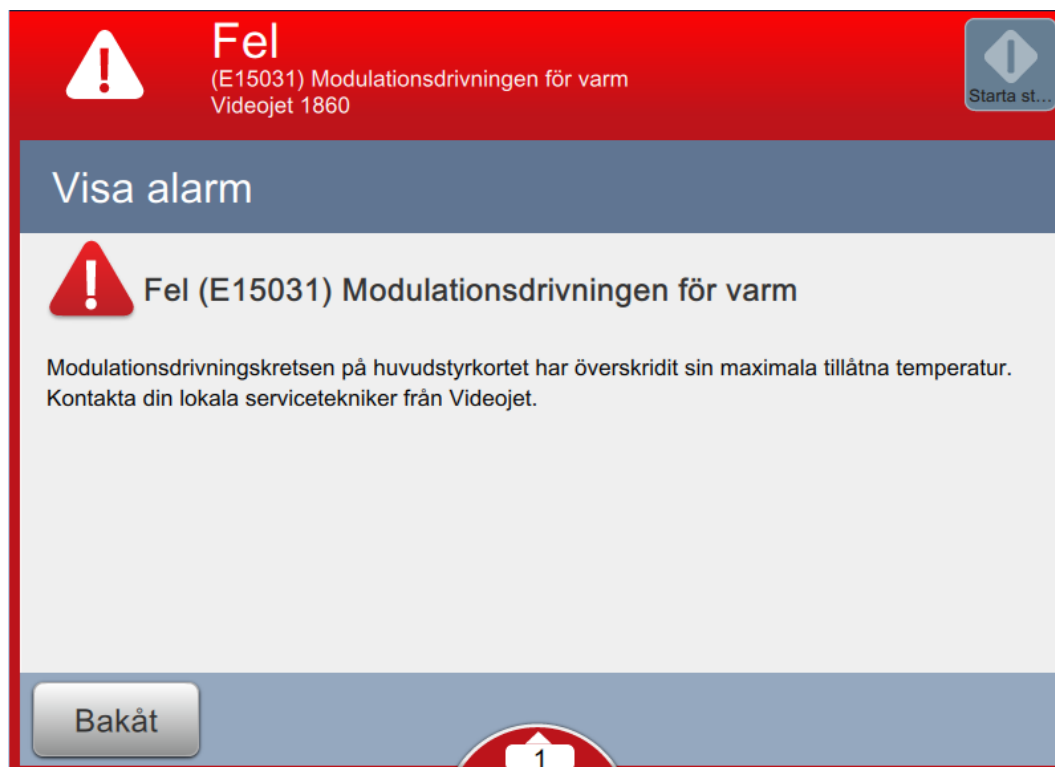 Fel
(E15031) Modulationsdrivningen för varm
Videojet 1860
Starta st...
Visa alarm
Fel (E15031) Modulationsdrivningen för varm
Modulationsdrivningskretsen på huvudstyrkortet har överskridit sin maximala tillåtna temperatur.
Kontakta din lokala servicetekniker från Videojet.
Bakåt
1